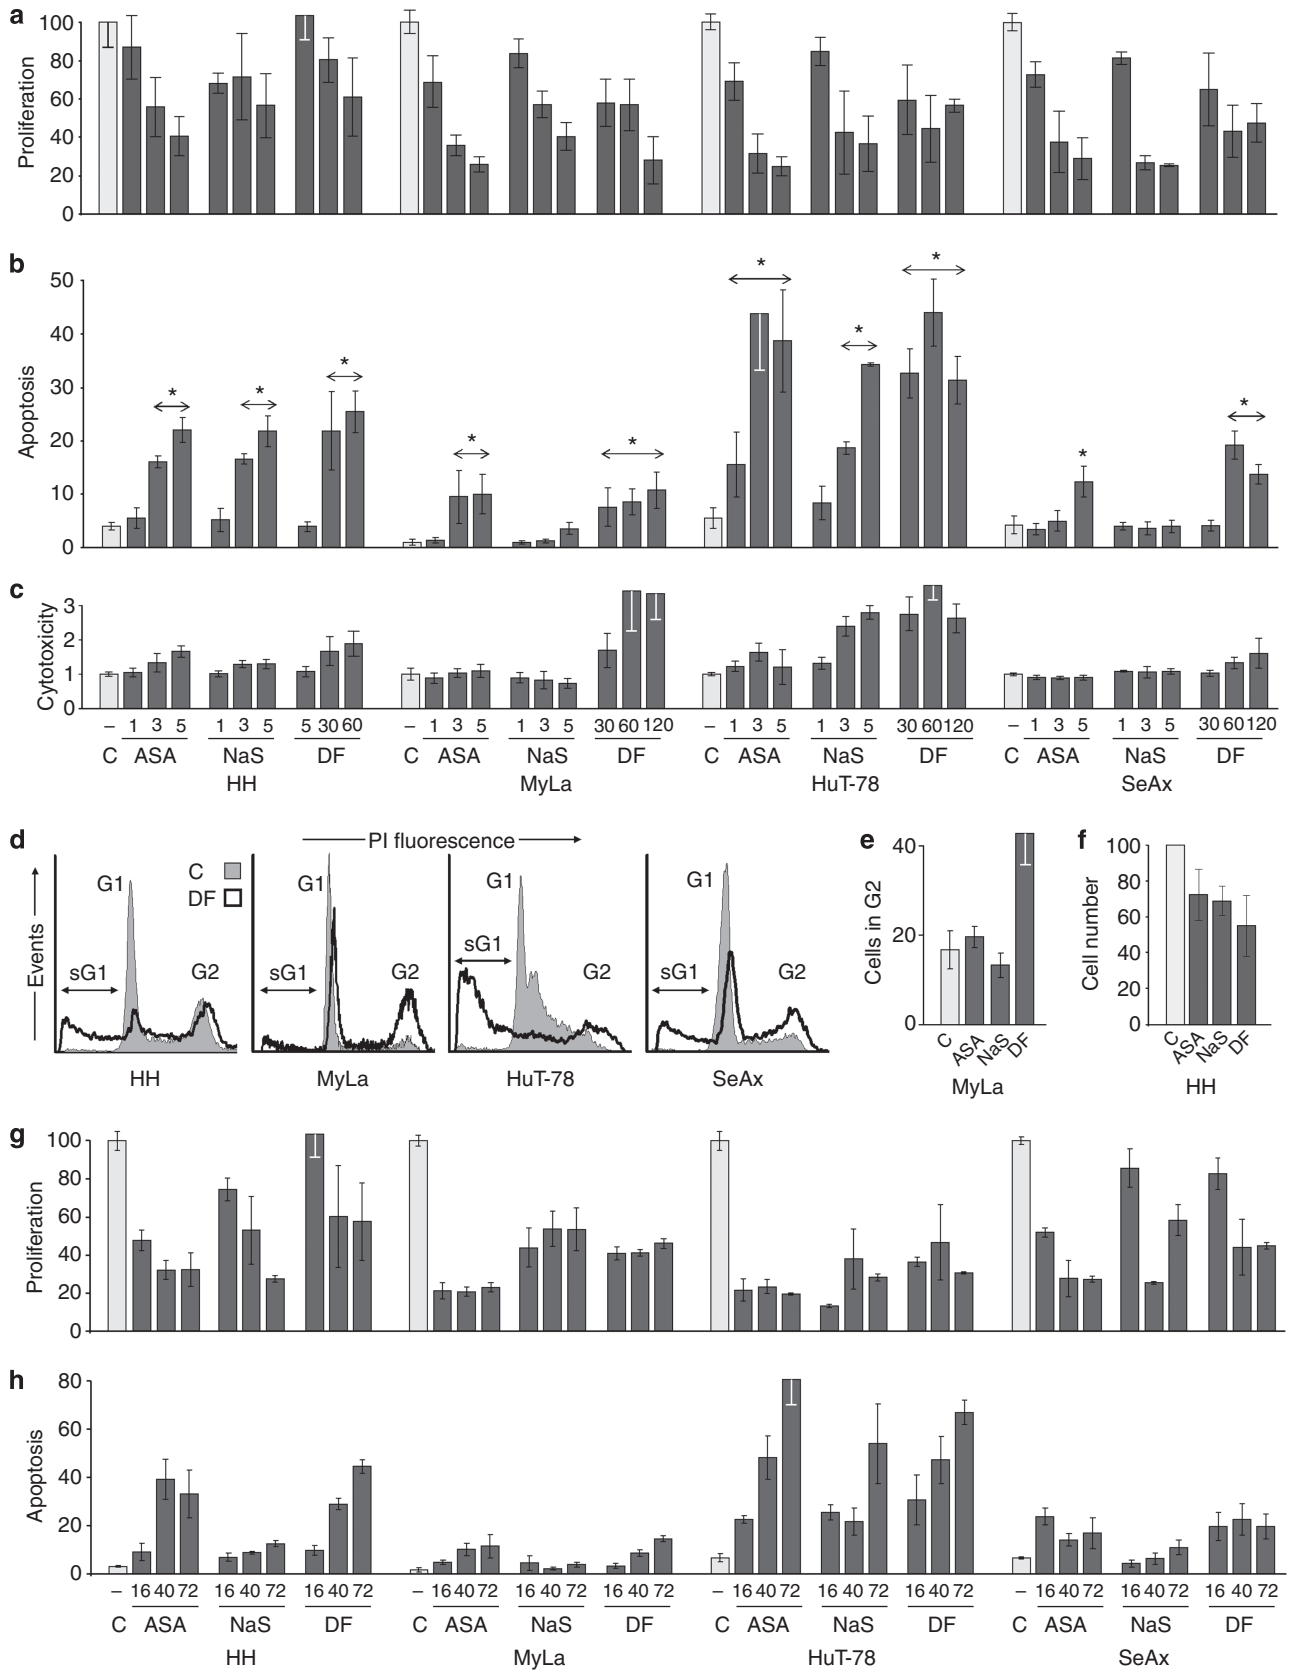 a
Proliferation
100
80
60
40
20
0
b
Apoptosis
50
40
30
20
10
0
* * * * * * * * * *
c
Cytotoxicity
3
2
1
0
– 1 3 5 1 3 5 5 30 60 1 3 5 1 3 5 30 60 120 – 1 3 5 1 3 5 30 60 120 – 1 3 5 1 3 5 30 60 120
C ASA NaS DF C ASA NaS DF C ASA NaS DF C ASA NaS DF
HH MyLa HuT-78 SeAx
d
PI fluorescence
Events
C
DF
G1 sG1 G2
G1 sG1 G2
G1 sG1 G2
G1 sG1 G2
HH MyLa HuT-78 SeAx
e
Cells in G2
40
20
0
C ASA NaS DF
MyLa
f
Cell number
100
80
60
40
20
0
C ASA NaS DF
HH
g
Proliferation
100
80
60
40
20
0
h
Apoptosis
80
60
40
20
0
– 16 40 72 16 40 72 16 40 72 – 16 40 72 16 40 72 16 40 72 – 16 40 72 16 40 72 16 40 72 – 16 40 72 16 40 72 16 40 72
C ASA NaS DF C ASA NaS DF C ASA NaS DF C ASA NaS DF
HH MyLa HuT-78 SeAx